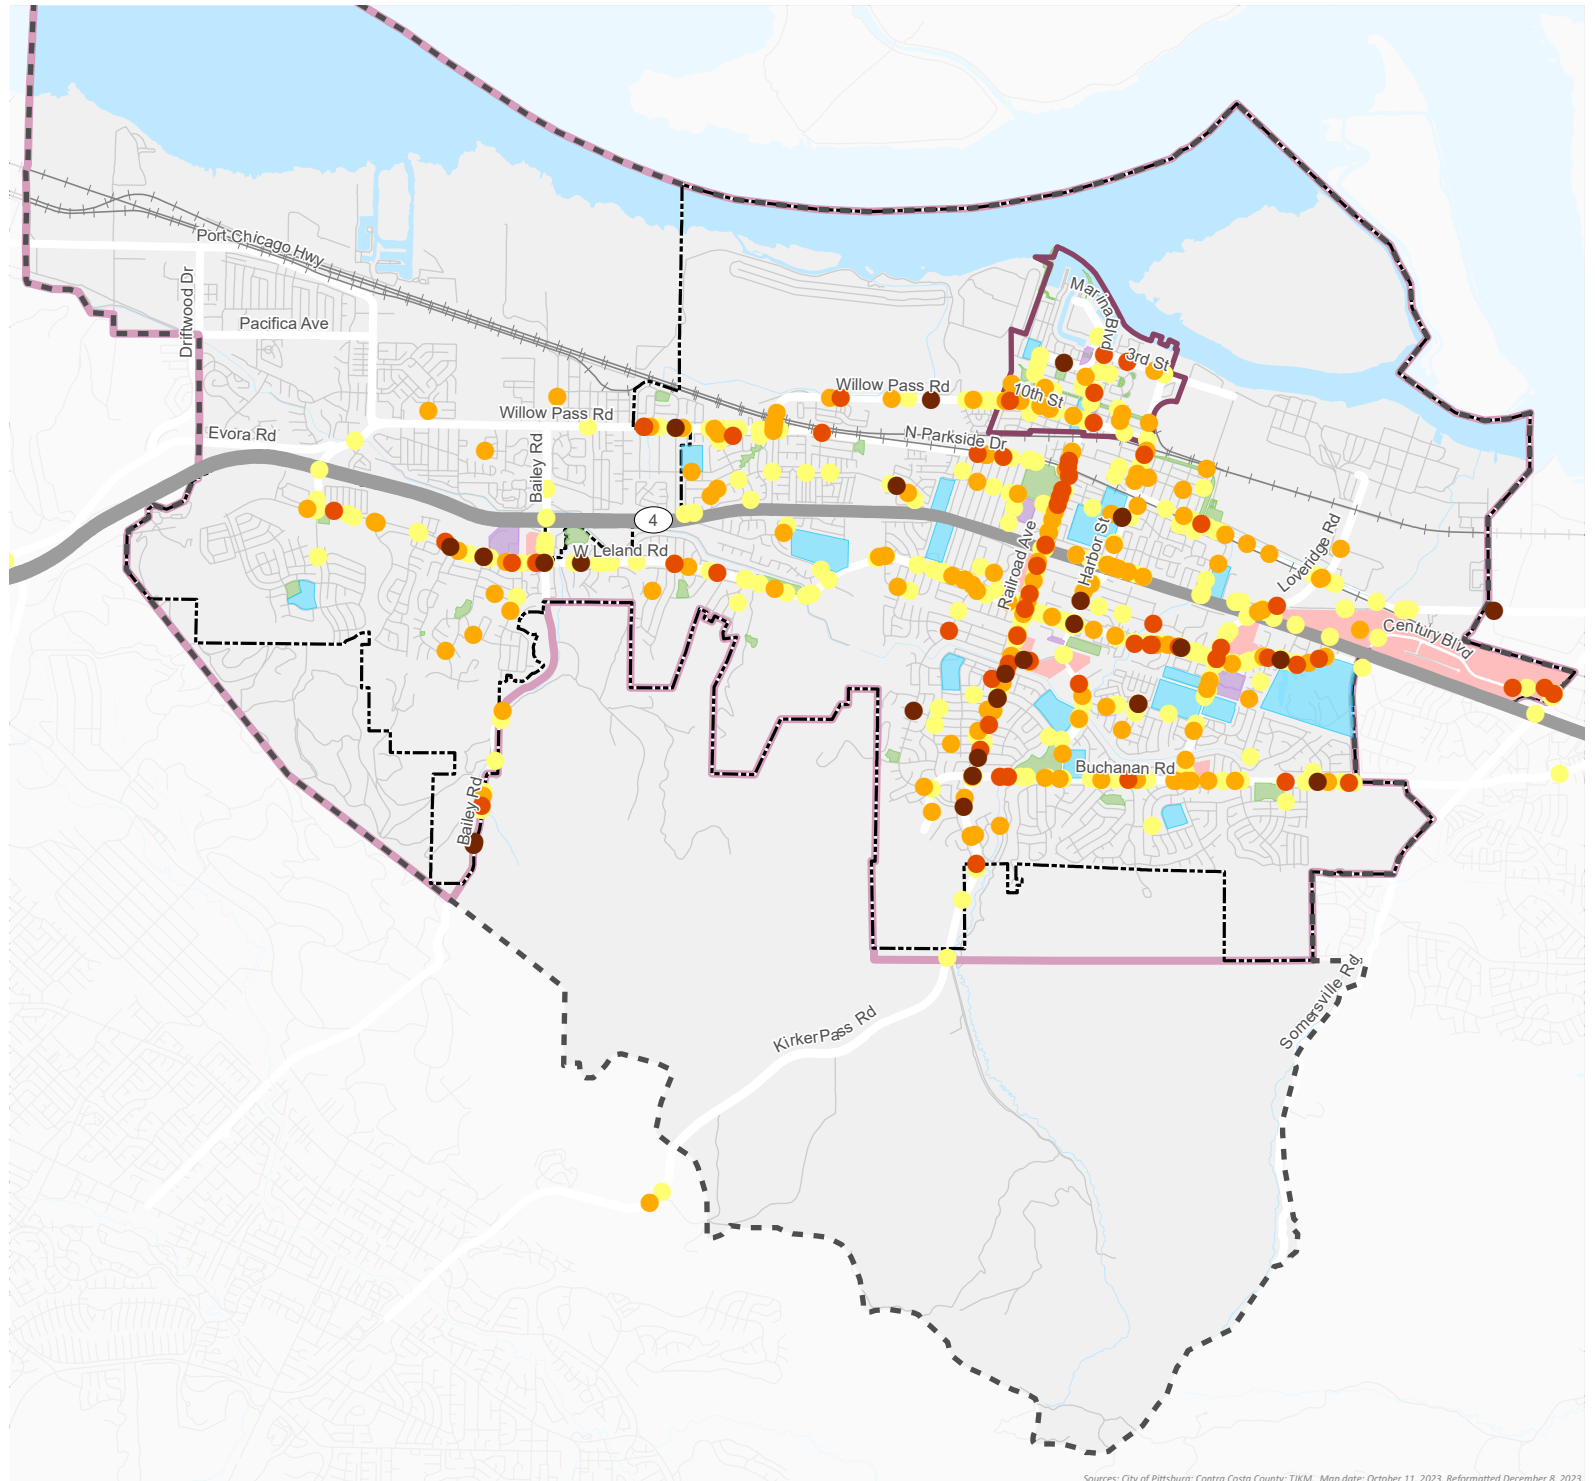 Port Chicago Hwy
Driftwood Dr
Pacifica Ave
Marina Blvd
3rd St
Willow Pass Rd
10th St
Willow Pass Rd
Evora Rd
N Parkside Dr
Bailey Rd
4
W Leland Rd
Railroad Ave
Harbor St
Loveridge Rd
Century Blvd
Buchanan Rd
Bailey Rd
Kirker Pass Rd
Somersville Rd
Sources: City of Pittsburg; Contra Costa County; TJKM. Map date: October 11, 2023. Reformatted December 8, 2023.